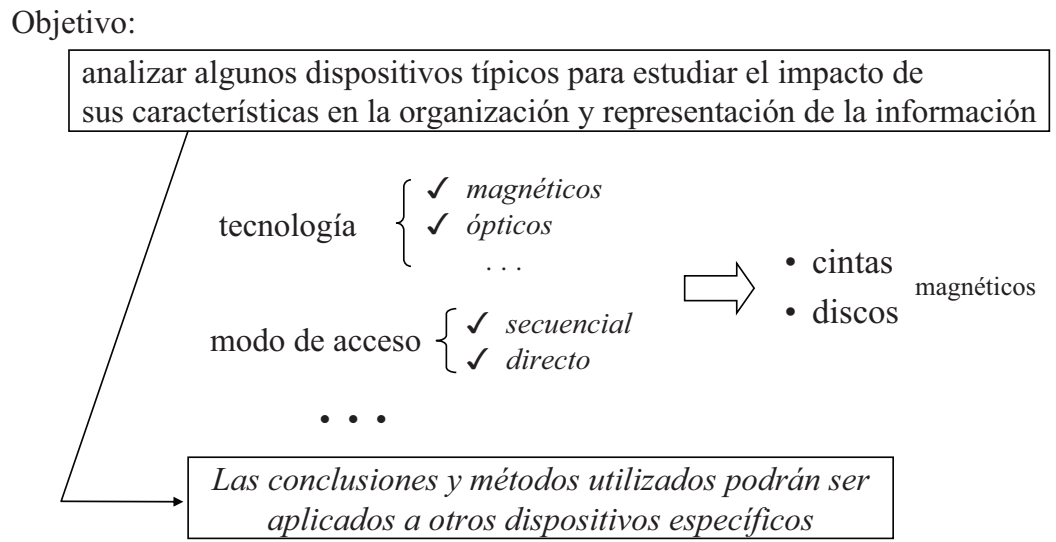 Objetivo:
analizar algunos dispositivos típicos para estudiar el impacto de
sus características en la organización y representación de la información
tecnología
✓ magnéticos
✓ ópticos
. . .
modo de acceso
✓ secuencial
✓ directo
• • •
• cintas
• discos
magnéticos
Las conclusiones y métodos utilizados podrán ser
aplicados a otros dispositivos específicos